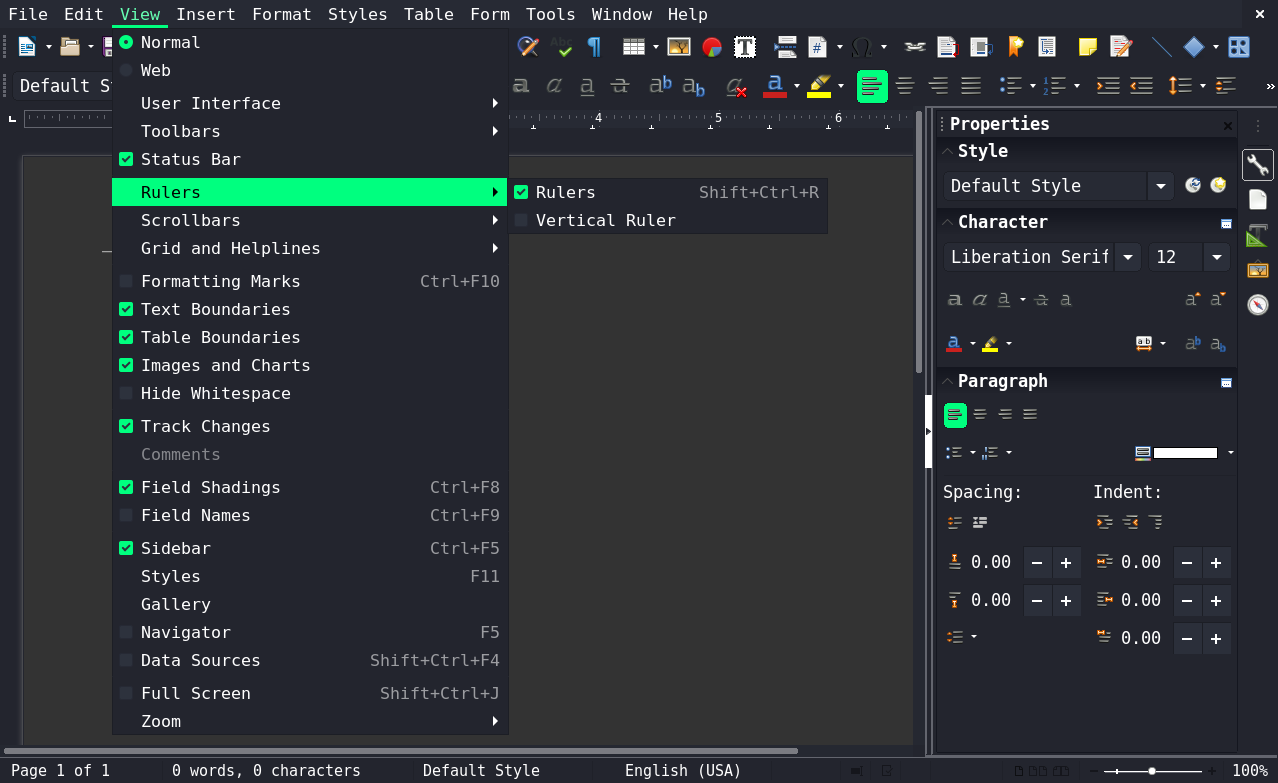 File Edit View Insert Format Styles Table Form Tools Window Help
Normal
Web
User Interface
Toolbars
Status Bar
Rulers
Scrollbars
Grid and Helplines
Formatting Marks Ctrl+F10
Text Boundaries
Table Boundaries
Images and Charts
Hide Whitespace
Track Changes
Comments
Field Shadings Ctrl+F8
Field Names Ctrl+F9
Sidebar Ctrl+F5
Styles F11
Gallery
Navigator F5
Data Sources Shift+Ctrl+F4
Full Screen Shift+Ctrl+J
Zoom
Rulers Shift+Ctrl+R
Vertical Ruler
Default St
4 5 6
Properties
Style
Default Style
Character
Liberation Serif 12
Paragraph
Spacing: Indent:
0.00 0.00
0.00 0.00
0.00
Page 1 of 1 0 words, 0 characters Default Style English (USA) 100%